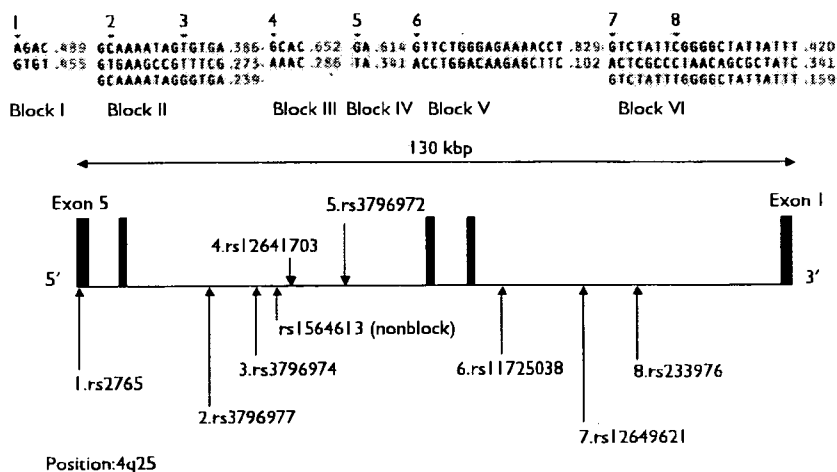 1 2 3 4 5 6 7 8
AGAC .489 GCAAAATAGTGTGA .386 GCAC .652 GA .614 GTTCTGGGAGAAAACCT .829 GTCTATTCGGGGCTATTATTT .420
GTGT .455 GTGAAGCCGTTTCG .273 AAAC .286 TA .341 ACCTGGACAAGAGCTTC .102 ACTCGCCCTAACAGCGCTATC .341
GCAAAATAGGGTGA .239 GTCTATTTGGGGCTATTATTT .159
Block I Block II Block III Block IV Block V Block VI
130 kbp
Exon 5 Exon 1
5.rs3796972
4.rs12641703
5′ 3′
rs1564613 (nonblock)
3.rs3796974 6.rs11725038 8.rs233976
1.rs2765
2.rs3796977
7.rs12649621
Position:4q25